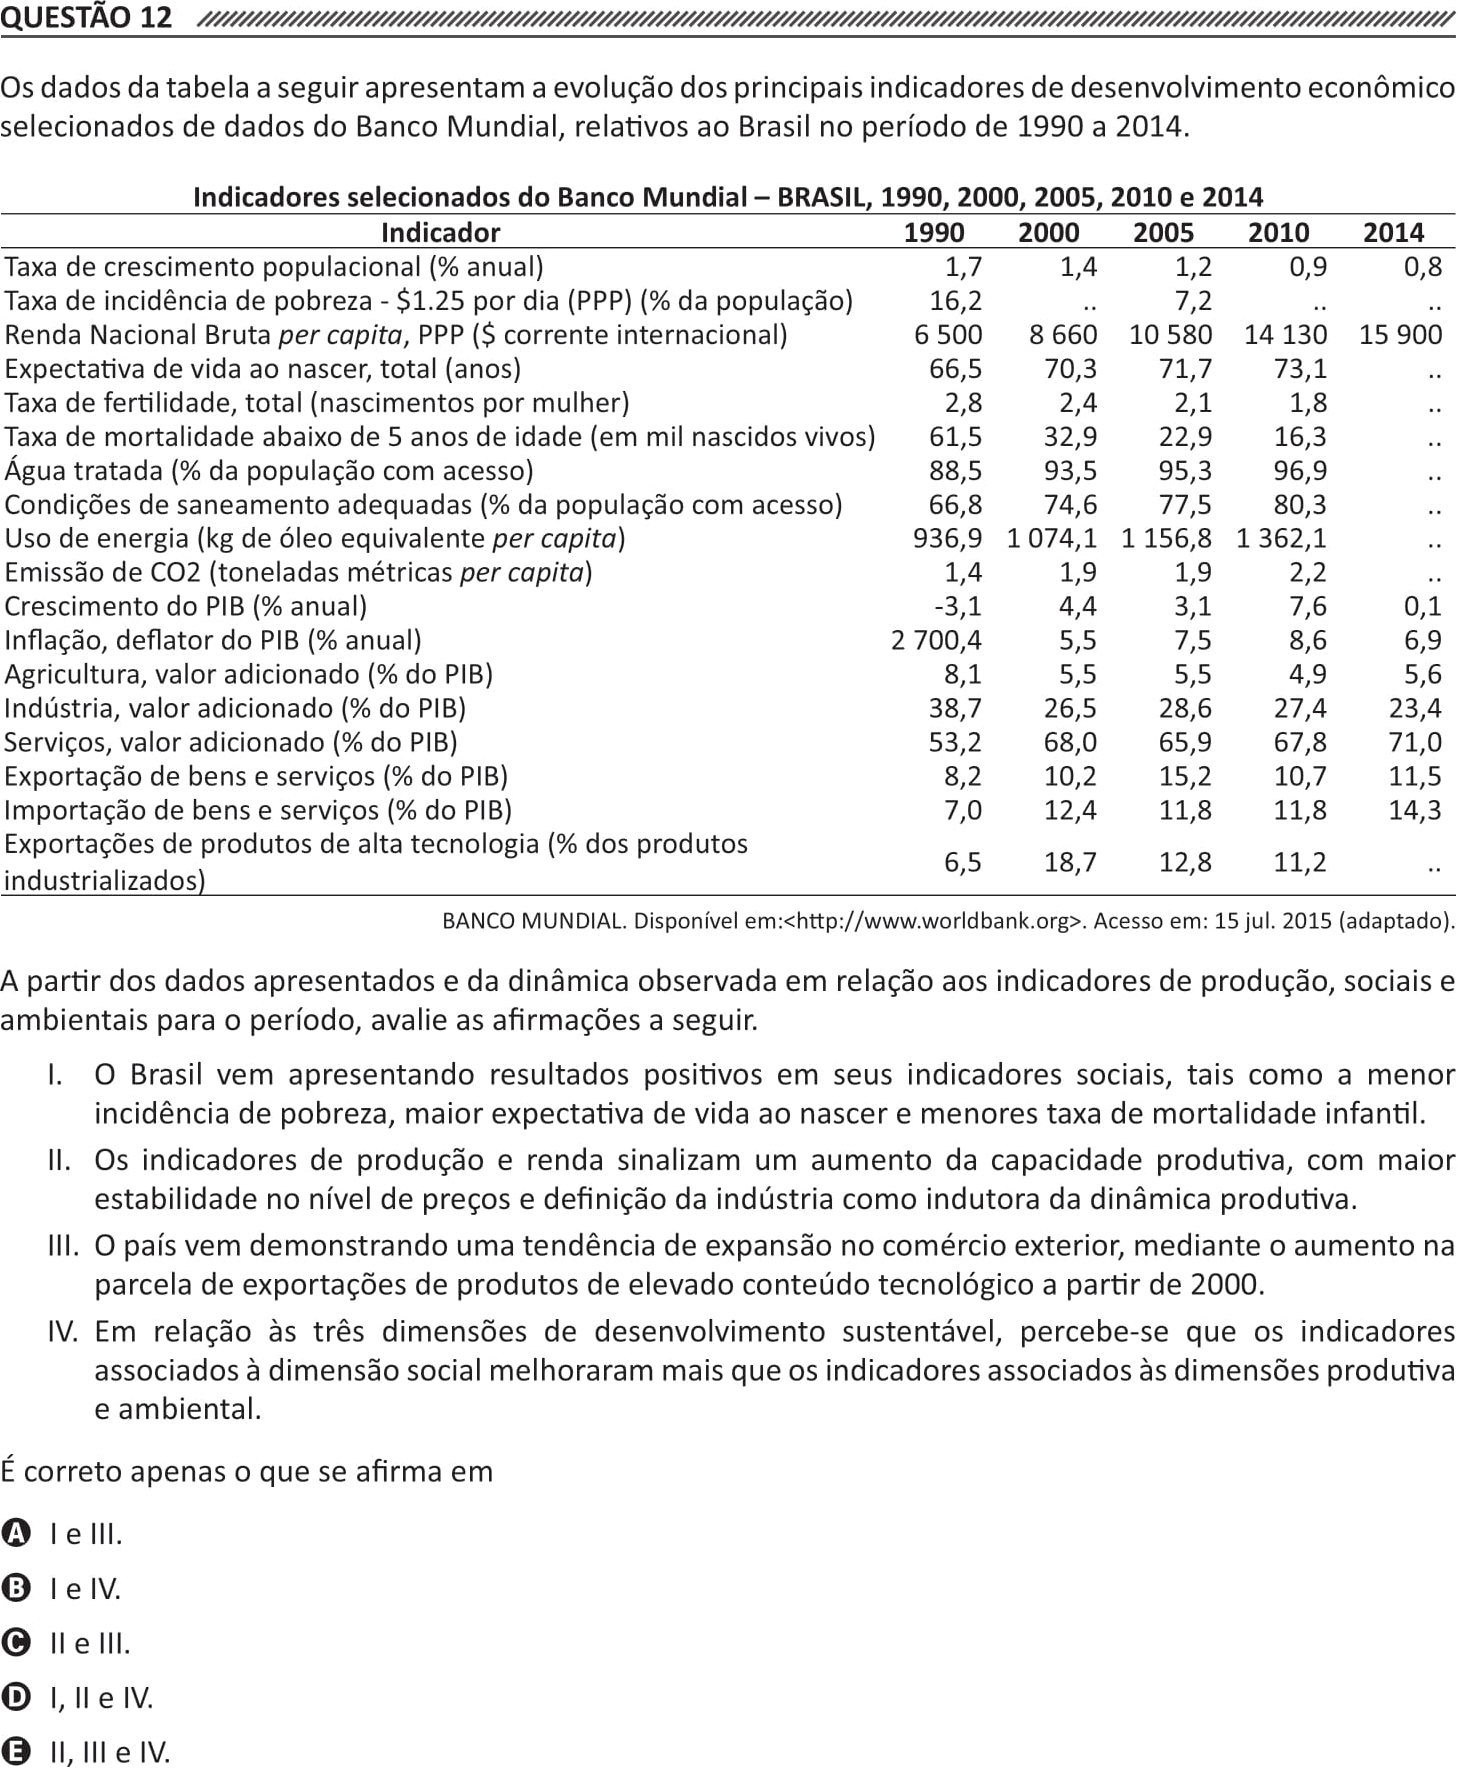 QUESTÃO 12
Os dados da tabela a seguir apresentam a evolução dos principais indicadores de desenvolvimento econômico
selecionados de dados do Banco Mundial, relativos ao Brasil no período de 1990 a 2014.
Indicadores selecionados do Banco Mundial – BRASIL, 1990, 2000, 2005, 2010 e 2014
Indicador 1990 2000 2005 2010 2014
Taxa de crescimento populacional (% anual) 1,7 1,4 1,2 0,9 0,8
Taxa de incidência de pobreza - $1.25 por dia (PPP) (% da população) 16,2 .. 7,2 .. ..
Renda Nacional Bruta per capita, PPP ($ corrente internacional) 6 500 8 660 10 580 14 130 15 900
Expectativa de vida ao nascer, total (anos) 66,5 70,3 71,7 73,1 ..
Taxa de fertilidade, total (nascimentos por mulher) 2,8 2,4 2,1 1,8 ..
Taxa de mortalidade abaixo de 5 anos de idade (em mil nascidos vivos) 61,5 32,9 22,9 16,3 ..
Água tratada (% da população com acesso) 88,5 93,5 95,3 96,9 ..
Condições de saneamento adequadas (% da população com acesso) 66,8 74,6 77,5 80,3 ..
Uso de energia (kg de óleo equivalente per capita) 936,9 1 074,1 1 156,8 1 362,1 ..
Emissão de CO2 (toneladas métricas per capita) 1,4 1,9 1,9 2,2 ..
Crescimento do PIB (% anual) -3,1 4,4 3,1 7,6 0,1
Inflação, deflator do PIB (% anual) 2 700,4 5,5 7,5 8,6 6,9
Agricultura, valor adicionado (% do PIB) 8,1 5,5 5,5 4,9 5,6
Indústria, valor adicionado (% do PIB) 38,7 26,5 28,6 27,4 23,4
Serviços, valor adicionado (% do PIB) 53,2 68,0 65,9 67,8 71,0
Exportação de bens e serviços (% do PIB) 8,2 10,2 15,2 10,7 11,5
Importação de bens e serviços (% do PIB) 7,0 12,4 11,8 11,8 14,3
Exportações de produtos de alta tecnologia (% dos produtos
industrializados) 6,5 18,7 12,8 11,2 ..
BANCO MUNDIAL. Disponível em:<http://www.worldbank.org>. Acesso em: 15 jul. 2015 (adaptado).
A partir dos dados apresentados e da dinâmica observada em relação aos indicadores de produção, sociais e
ambientais para o período, avalie as afirmações a seguir.
I. O Brasil vem apresentando resultados positivos em seus indicadores sociais, tais como a menor
incidência de pobreza, maior expectativa de vida ao nascer e menores taxa de mortalidade infantil.
II. Os indicadores de produção e renda sinalizam um aumento da capacidade produtiva, com maior
estabilidade no nível de preços e definição da indústria como indutora da dinâmica produtiva.
III. O país vem demonstrando uma tendência de expansão no comércio exterior, mediante o aumento na
parcela de exportações de produtos de elevado conteúdo tecnológico a partir de 2000.
IV. Em relação às três dimensões de desenvolvimento sustentável, percebe-se que os indicadores
associados à dimensão social melhoraram mais que os indicadores associados às dimensões produtiva
e ambiental.
É correto apenas o que se afirma em
A I e III.
B I e IV.
C II e III.
D I, II e IV.
E II, III e IV.